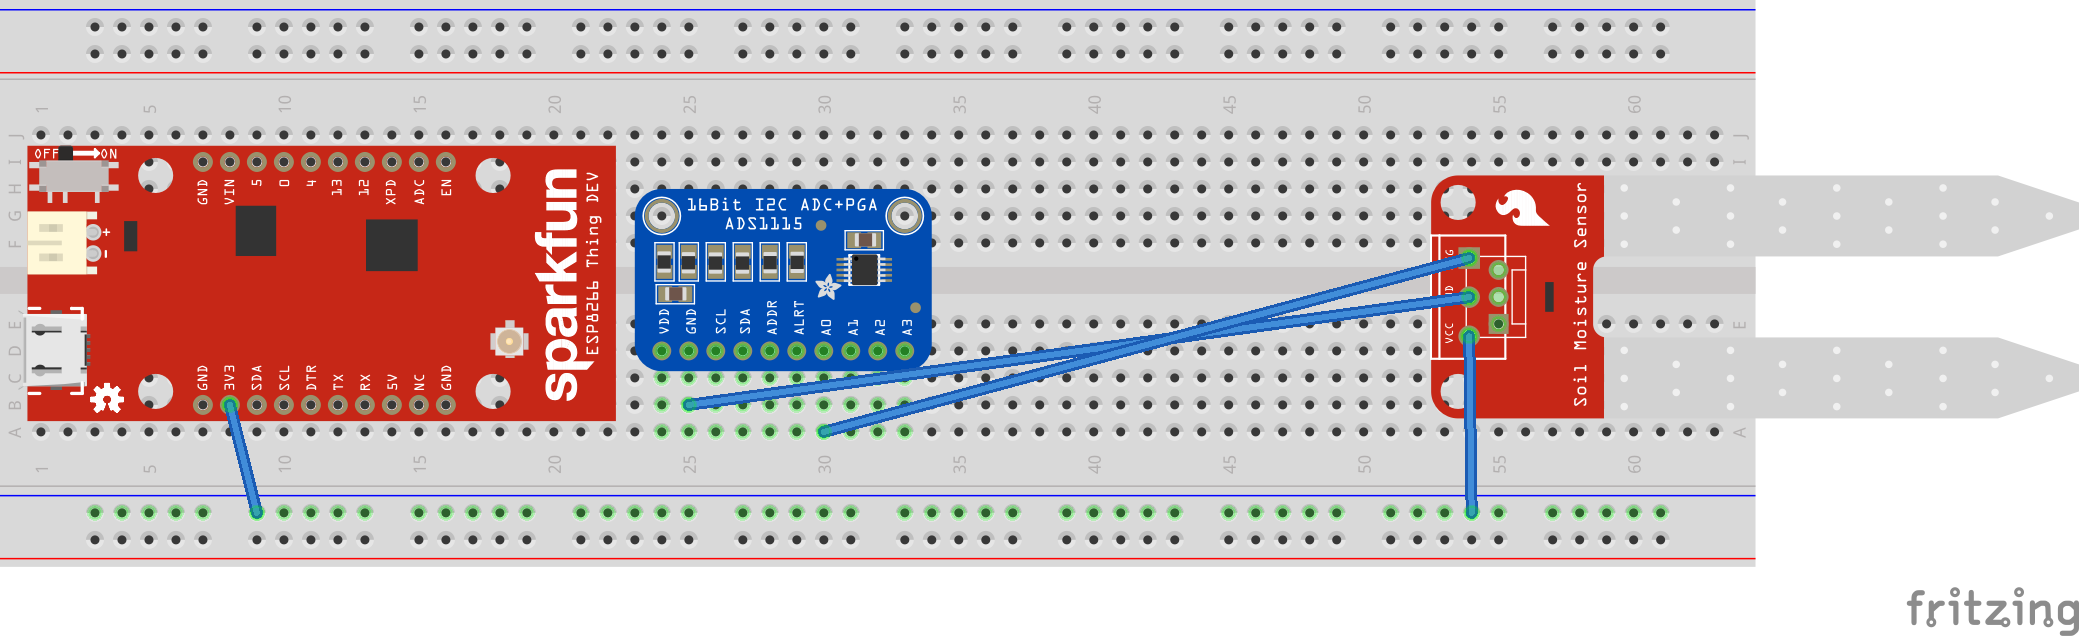 1 5 10 15 20 25 30 35 40 45 50 55 60
J J
I I
H
G
F
E E
D
C
B
A A
1 5 10 15 20 25 30 35 40 45 50 55 60
OFF ON
GND VIN 5 0 4 13 12 XPD ADC EN
+
-
GND 3V3 SDA SCL DTR TX RX 5V NC GND
sparkfun
ESP8266 Thing DEV
16Bit I2C ADC+PGA
ADS1115
VDD GND SCL SDA ADDR ALRT A0 A1 A2 A3
VCC
Soil Moisture Sensor
fritzing